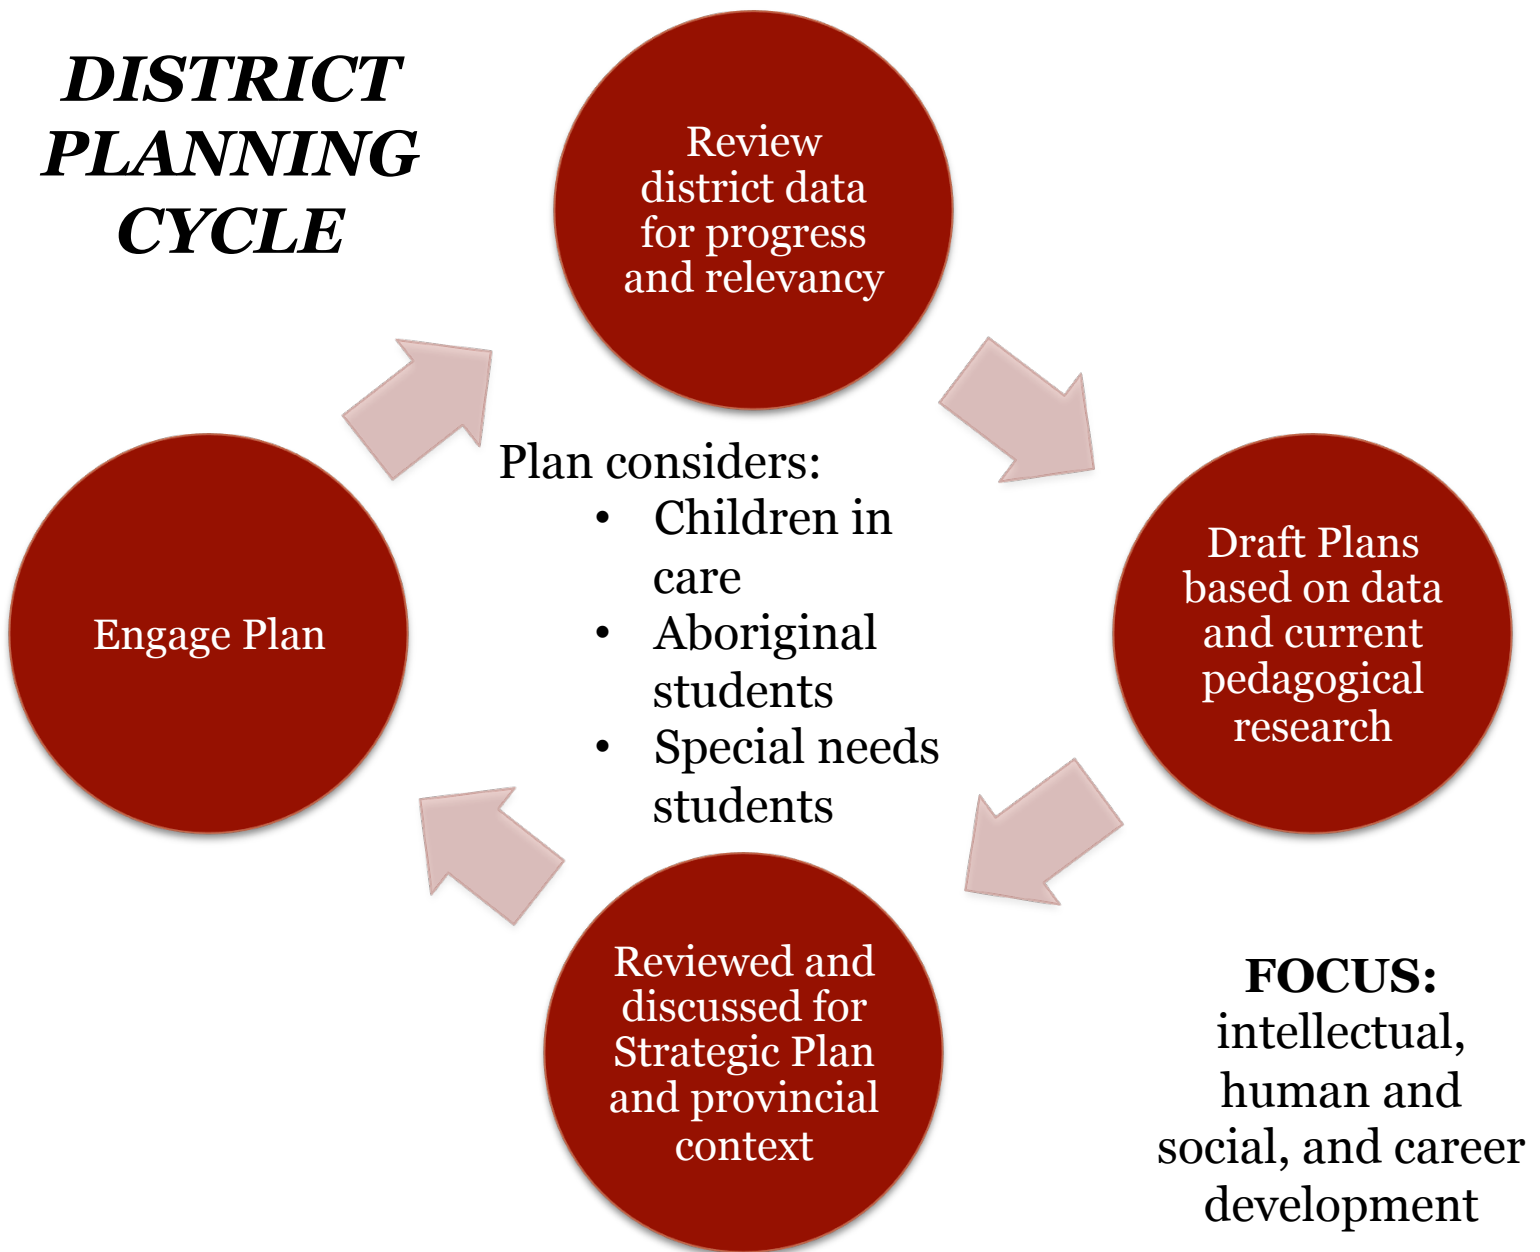 DISTRICT
PLANNING
CYCLE
Review
district data
for progress
and relevancy
Draft Plans
based on data
and current
pedagogical
research
Reviewed and
discussed for
Strategic Plan
and provincial
context
Engage Plan
Plan considers:
• Children in
care
• Aboriginal
students
• Special needs
students
FOCUS:
intellectual,
human and
social, and career
development